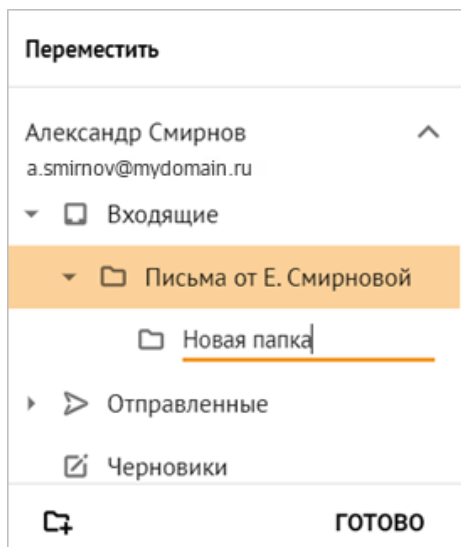 Переместить
Александр Смирнов
a.smirnov@mydomain.ru
Входящие
Письма от Е. Смирновой
Новая папка
Отправленные
Черновики
ГОТОВО